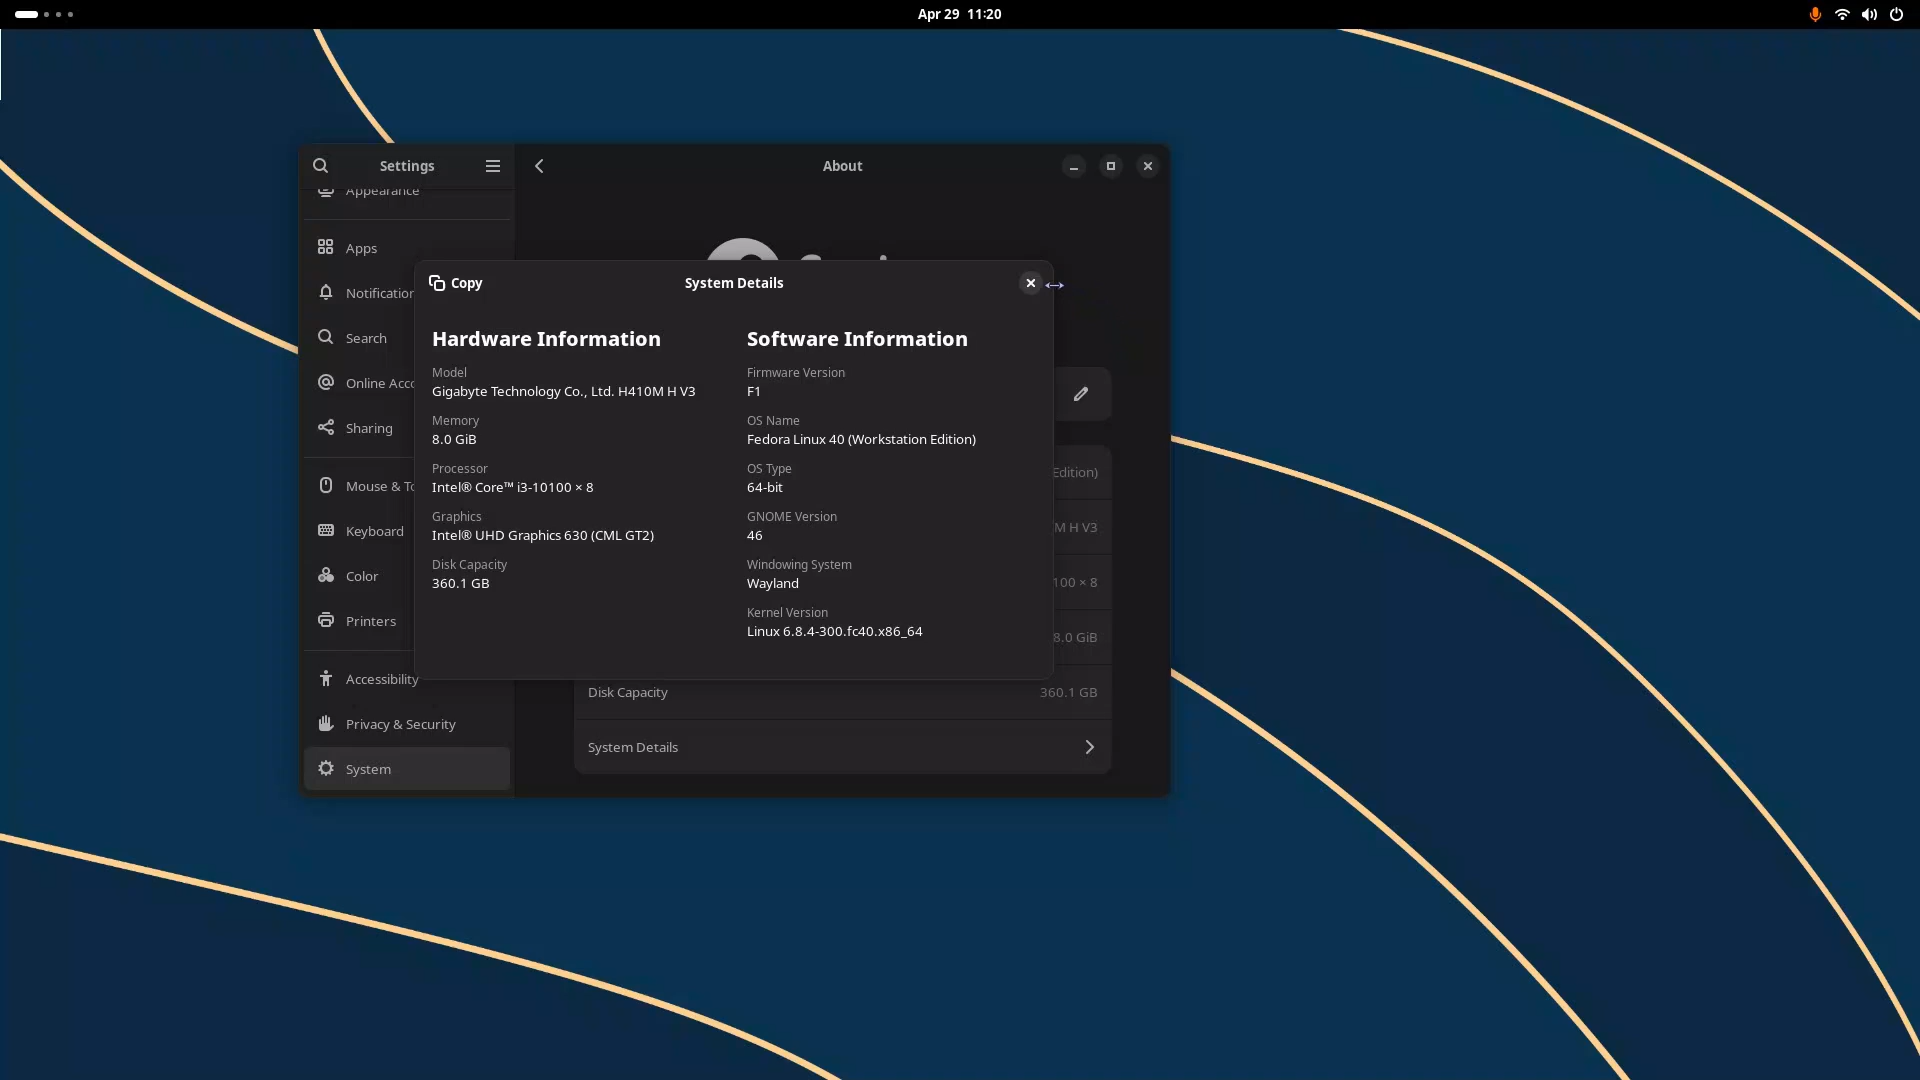 Apr 29 11:20
Settings
About
Appearance
Apps
Search
Sharing
Keyboard
Color
Printers
Accessibility
Privacy & Security
System
Copy
System Details
Hardware Information
Model
Gigabyte Technology Co., Ltd. H410M H V3
Memory
8.0 GiB
Processor
Intel® Core™ i3-10100 × 8
Graphics
Intel® UHD Graphics 630 (CML GT2)
Disk Capacity
360.1 GB
Software Information
Firmware Version
F1
OS Name
Fedora Linux 40 (Workstation Edition)
OS Type
64-bit
GNOME Version
46
Windowing System
Wayland
Kernel Version
Linux 6.8.4-300.fc40.x86_64
Edition)
M H V3
100 × 8
8.0 GiB
Disk Capacity 360.1 GB
System Details